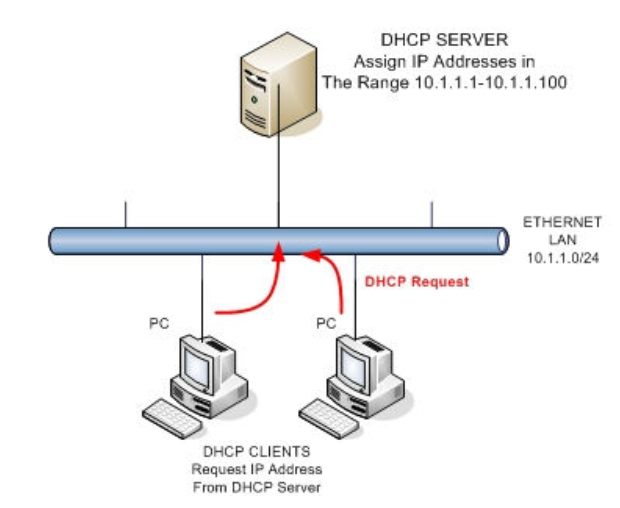 DHCP SERVER
Assign IP Addresses in
The Range 10.1.1.1-10.1.1.100
ETHERNET
LAN
10.1.1.0/24
DHCP Request
PC
PC
DHCP CLIENTS
Request IP Address
From DHCP Server